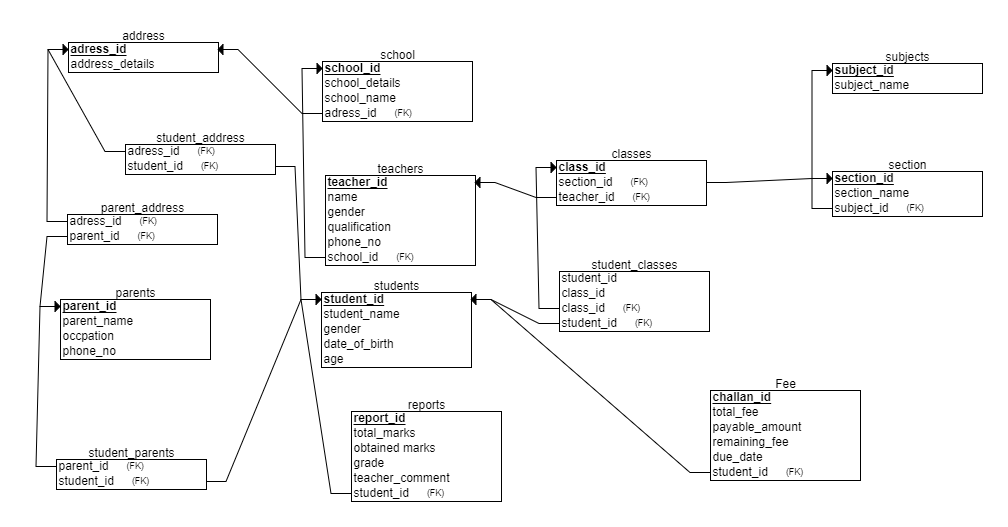 address
adress_id
address_details
school
school_id
school_details
school_name
adress_id (FK)
subjects
subject_id
subject_name
student_address
adress_id (FK)
student_id (FK)
teachers
teacher_id
name
gender
qualification
phone_no
school_id (FK)
classes
class_id
section_id (FK)
teacher_id (FK)
section
section_id
section_name
subject_id (FK)
parent_address
adress_id (FK)
parent_id (FK)
parents
parent_id
parent_name
occpation
phone_no
students
student_id
student_name
gender
date_of_birth
age
student_classes
student_id
class_id
class_id (FK)
student_id (FK)
student_parents
parent_id (FK)
student_id (FK)
reports
report_id
total_marks
obtained marks
grade
teacher_comment
student_id (FK)
Fee
challan_id
total_fee
payable_amount
remaining_fee
due_date
student_id (FK)